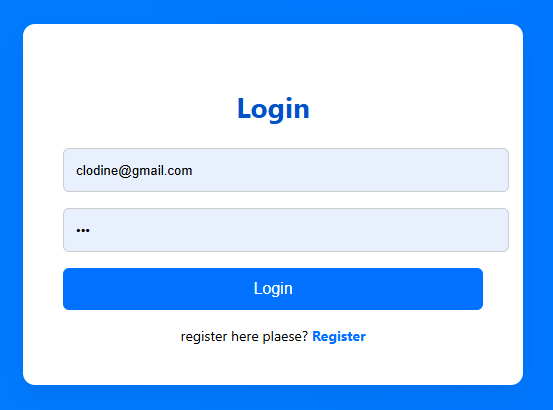 Login
clodine@gmail.com
•••
Login
register here plaese? Register